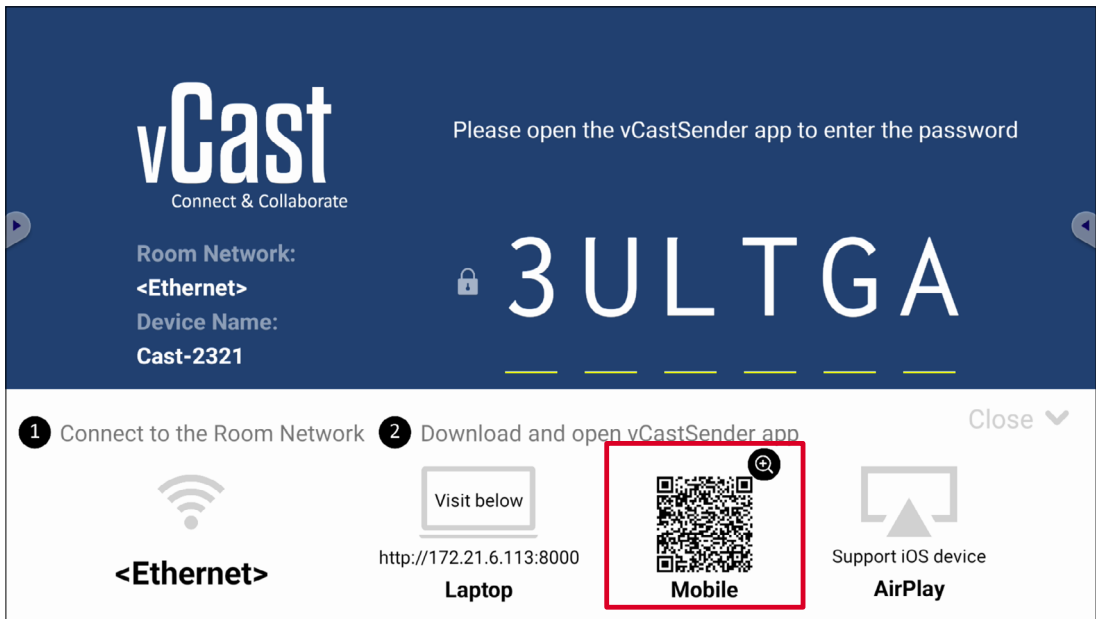 vCast
Connect & Collaborate
Please open the vCastSender app to enter the password
Room Network:
<Ethernet>
Device Name:
Cast-2321
3ULTGA
1 Connect to the Room Network
<Ethernet>
2 Download and open vCastSender app
Close
Visit below
http://172.21.6.113:8000
Laptop
Mobile
Support iOS device
AirPlay